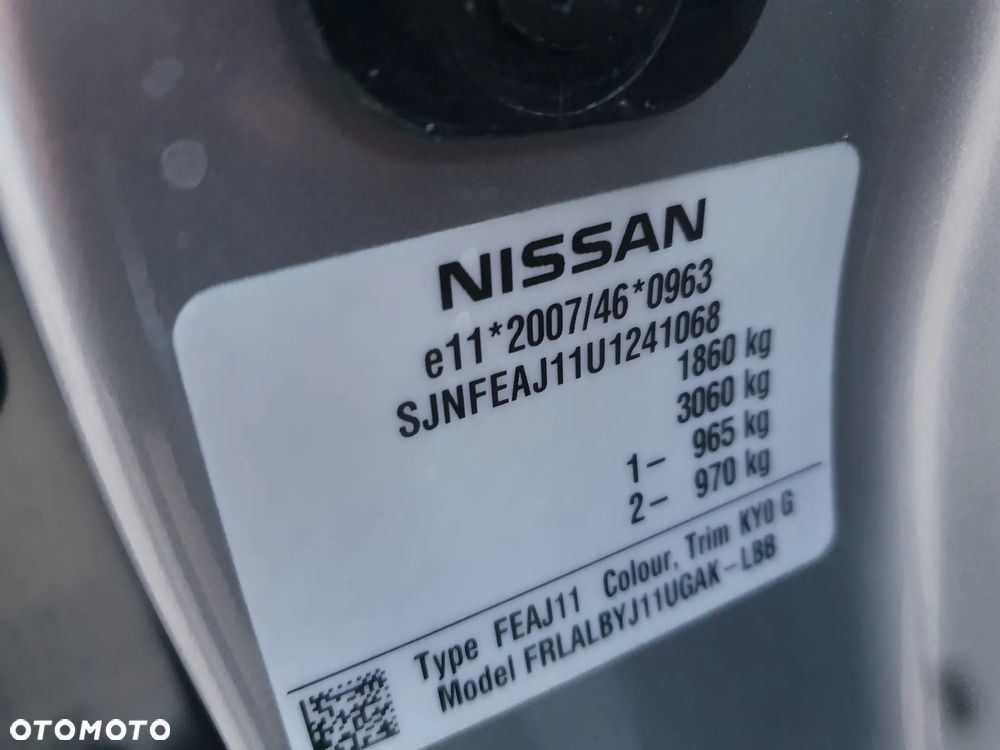 NISSAN
e11*2007/46*0963
SJNFEAJ11U1241068
1860 kg
3060 kg
1- 965 kg
2- 970 kg
Type FEAJ11 Colour, Trim KY0 G
Model FRLALBYJ11UGAK-LBB
OTOMOTO